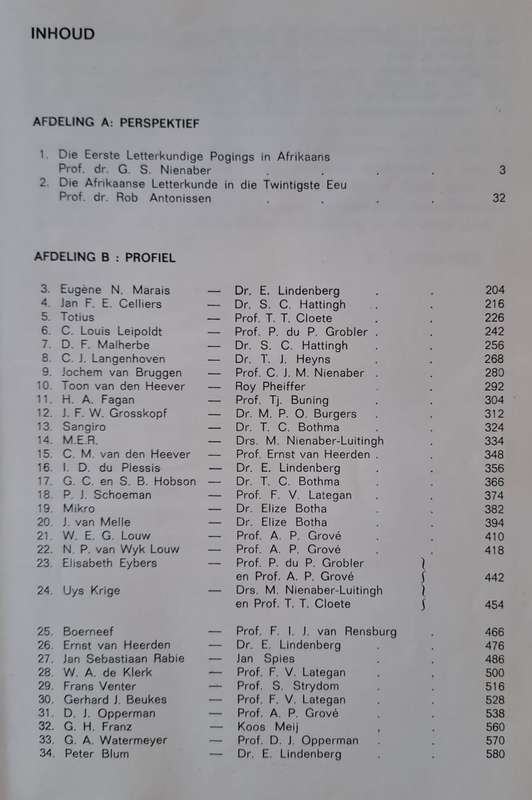 INHOUD
AFDELING A: PERSPEKTIEF
1. Die Eerste Letterkundige Pogings in Afrikaans
Prof. dr. G. S. Nienaber . . . . 3
2. Die Afrikaanse Letterkunde in die Twintigste Eeu
Prof. dr. Rob Antonissen . . . . 32
AFDELING B : PROFIEL
3. Eugène N. Marais — Dr. E. Lindenberg . . 204
4. Jan F. E. Celliers — Dr. S. C. Hattingh . . 216
5. Totius — Prof. T. T. Cloete . . 226
6. C. Louis Leipoldt — Prof. P. du P. Grobler . . 242
7. D. F. Malherbe — Dr. S. C. Hattingh . . 256
8. C. J. Langenhoven — Dr. T. J. Heyns . . 268
9. Jochem van Bruggen — Prof. C. J. M. Nienaber . . 280
10. Toon van den Heever — Roy Pheiffer . . 292
11. H. A. Fagan — Prof. Tj. Buning . . 304
12. J. F. W. Grosskopf — Dr. M. P. O. Burgers . . 312
13. Sangiro — Dr. T. C. Bothma . . 324
14. M.E.R. — Drs. M. Nienaber-Luitingh . 334
15. C. M. van den Heever — Prof. Ernst van Heerden . . 348
16. I. D. du Plessis — Dr. E. Lindenberg . . 356
17. G. C. en S. B. Hobson — Dr. T. C. Bothma . . 366
18. P. J. Schoeman — Prof. F. V. Lategan . . 374
19. Mikro — Dr. Elize Botha . . 382
20. J. van Melle — Dr. Elize Botha . . 394
21. W. E. G. Louw — Prof. A. P. Grové . . 410
22. N. P. van Wyk Louw — Prof. A. P. Grové . . 418
23. Elisabeth Eybers — Prof. P. du P. Grobler
en Prof. A. P. Grové 442
24. Uys Krige — Drs. M. Nienaber-Luitingh
en Prof. T. T. Cloete 454
25. Boerneef — Prof. F. I. J. van Rensburg . 466
26. Ernst van Heerden — Dr. E. Lindenberg . . 476
27. Jan Sebastiaan Rabie — Jan Spies . . 486
28. W. A. de Klerk — Prof. F. V. Lategan . . 500
29. Frans Venter — Prof. S. Strydom . . 516
30. Gerhard J. Beukes — Prof. F. V. Lategan . . 528
31. D. J. Opperman — Prof. A. P. Grové . . 538
32. G. H. Franz — Koos Meij . . 560
33. G. A. Watermeyer — Prof. D. J. Opperman . . 570
34. Peter Blum — Dr. E. Lindenberg . . 580